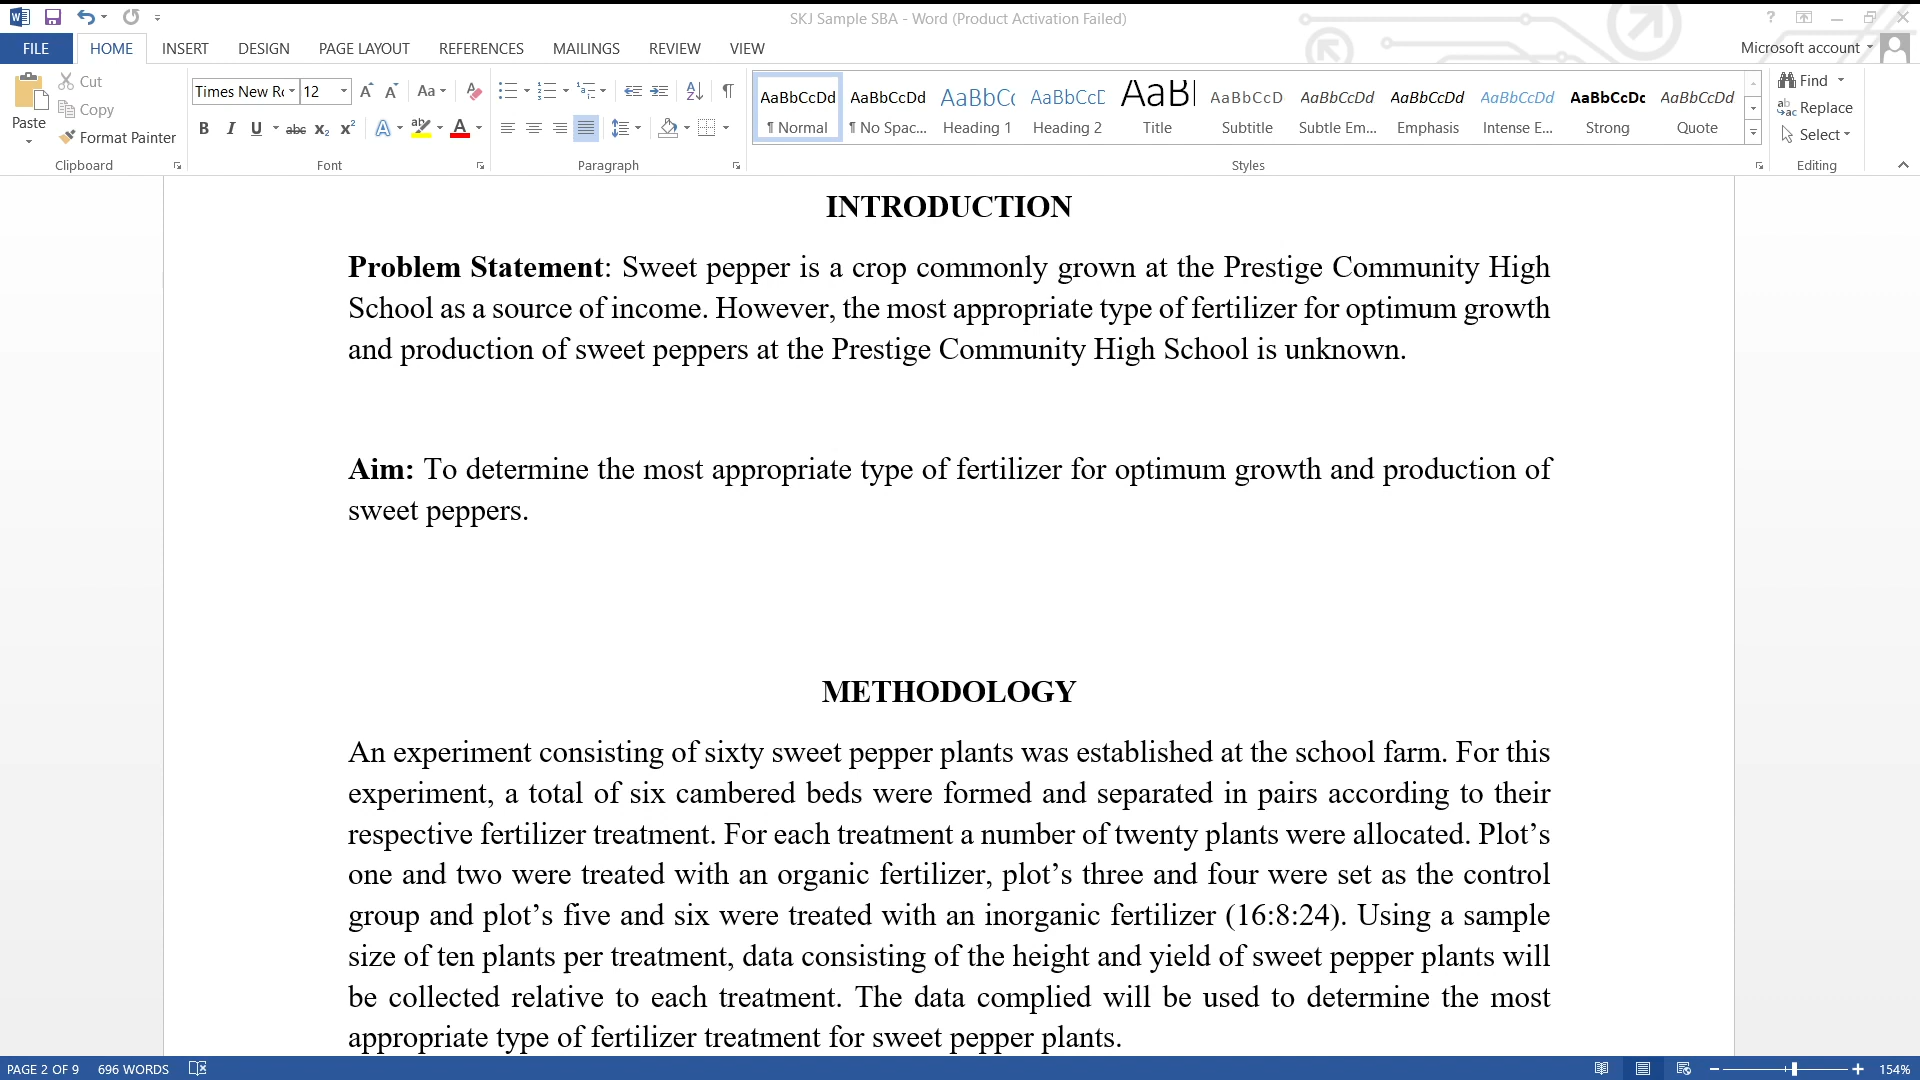 SKJ Sample SBA - Word (Product Activation Failed)
?
FILE HOME INSERT DESIGN PAGE LAYOUT REFERENCES MAILINGS REVIEW VIEW Microsoft account
Paste Cut
Copy
Format Painter
Clipboard
Times New Rc 12 Aa
B I U abc X₂ X² A ab A
Font
Paragraph
AaBbCcDd AaBbCcDd AaBbC AaBbCcD AaB AaBbCcD AaBbCcDd AaBbCcDd AaBbCcDd AaBbCcDc AaBbCcDd
¶ Normal ¶ No Spac... Heading 1 Heading 2 Title Subtitle Subtle Em... Emphasis Intense E... Strong Quote
Styles
Find
Replace
Select
Editing
INTRODUCTION
Problem Statement: Sweet pepper is a crop commonly grown at the Prestige Community High
School as a source of income. However, the most appropriate type of fertilizer for optimum growth
and production of sweet peppers at the Prestige Community High School is unknown.
Aim: To determine the most appropriate type of fertilizer for optimum growth and production of
sweet peppers.
METHODOLOGY
An experiment consisting of sixty sweet pepper plants was established at the school farm. For this
experiment, a total of six cambered beds were formed and separated in pairs according to their
respective fertilizer treatment. For each treatment a number of twenty plants were allocated. Plot’s
one and two were treated with an organic fertilizer, plot’s three and four were set as the control
group and plot’s five and six were treated with an inorganic fertilizer (16:8:24). Using a sample
size of ten plants per treatment, data consisting of the height and yield of sweet pepper plants will
be collected relative to each treatment. The data complied will be used to determine the most
appropriate type of fertilizer treatment for sweet pepper plants.
PAGE 2 OF 9 696 WORDS 154%